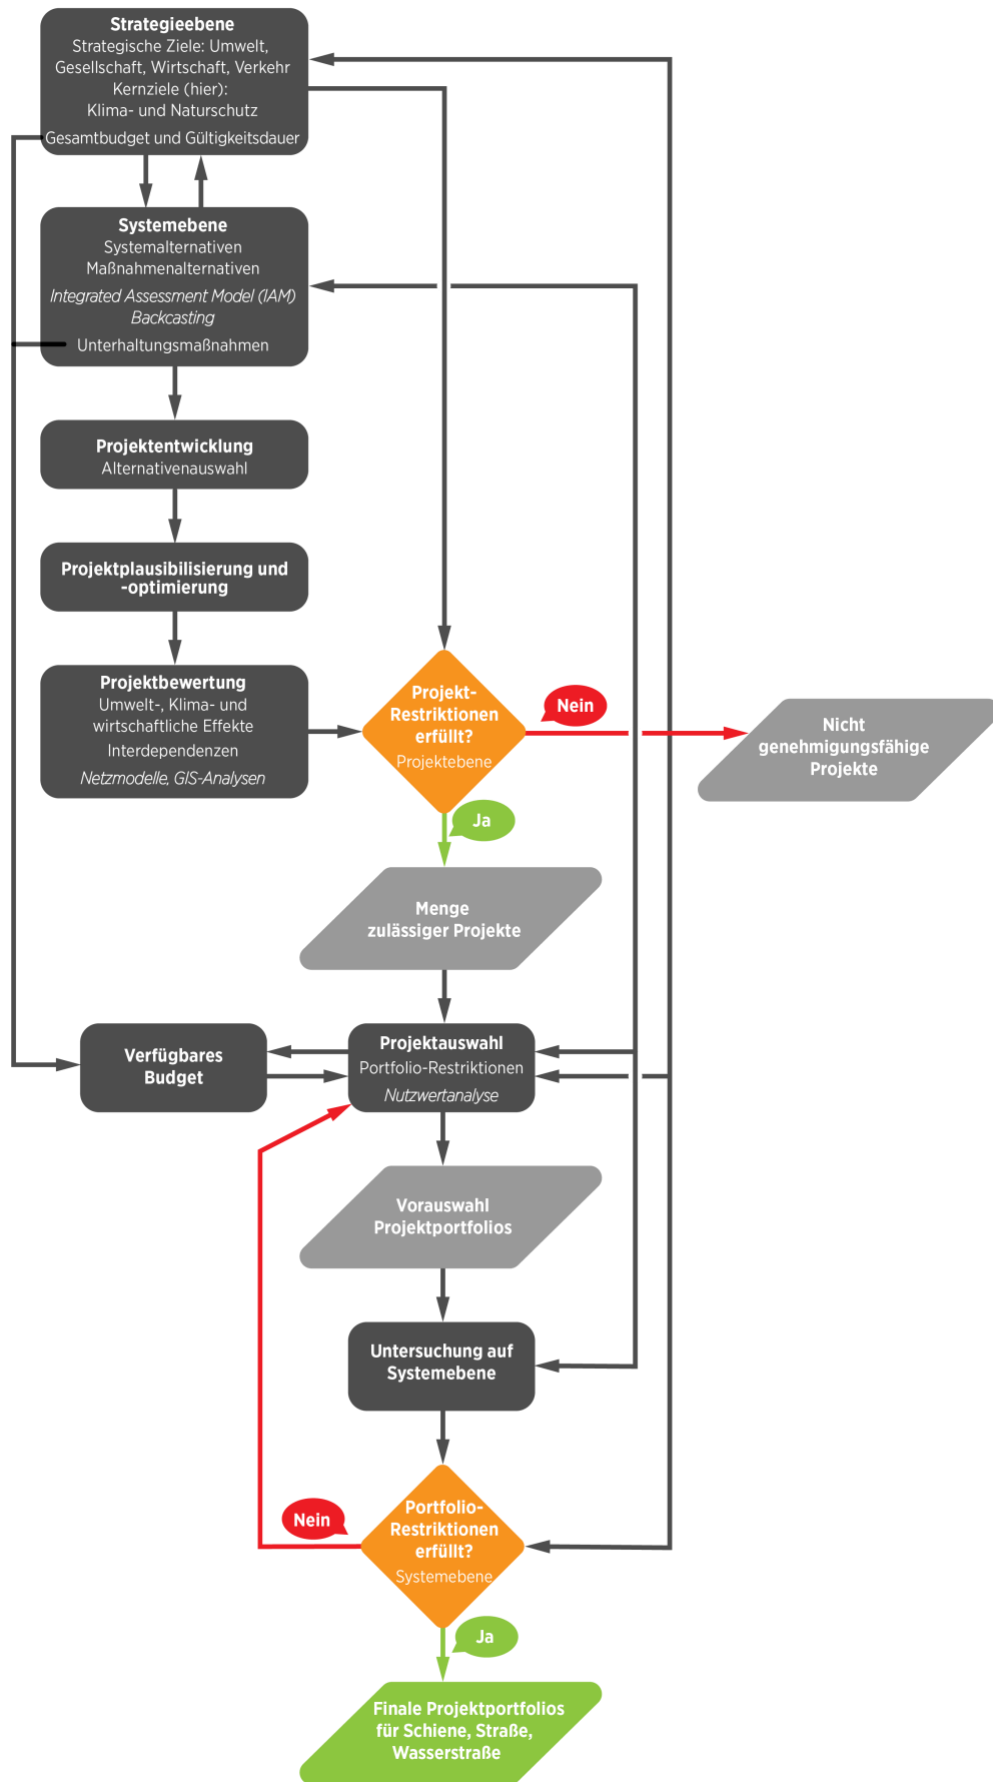 Strategieebene
Strategische Ziele: Umwelt,
Gesellschaft, Wirtschaft, Verkehr
Kernziele (hier):
Klima- und Naturschutz
Gesamtbudget und Gültigkeitsdauer
Systemebene
Systemalternativen
Maßnahmenalternativen
Integrated Assessment Model (IAM)
Backcasting
Unterhaltungsmaßnahmen
Projektentwicklung
Alternativenauswahl
Projektplausibilisierung und
-optimierung
Projektbewertung
Umwelt-, Klima- und
wirtschaftliche Effekte
Interdependenzen
Netzmodelle, GIS-Analysen
Projekt-
Restriktionen
erfüllt?
Projektebene
Nein
Nicht
genehmigungsfähige
Projekte
Ja
Menge
zulässiger Projekte
Verfügbares
Budget
Projektauswahl
Portfolio-Restriktionen
Nutzwertanalyse
Vorauswahl
Projektportfolios
Untersuchung auf
Systemebene
Nein
Portfolio-
Restriktionen
erfüllt?
Systemebene
Ja
Finale Projektportfolios
für Schiene, Straße,
Wasserstraße